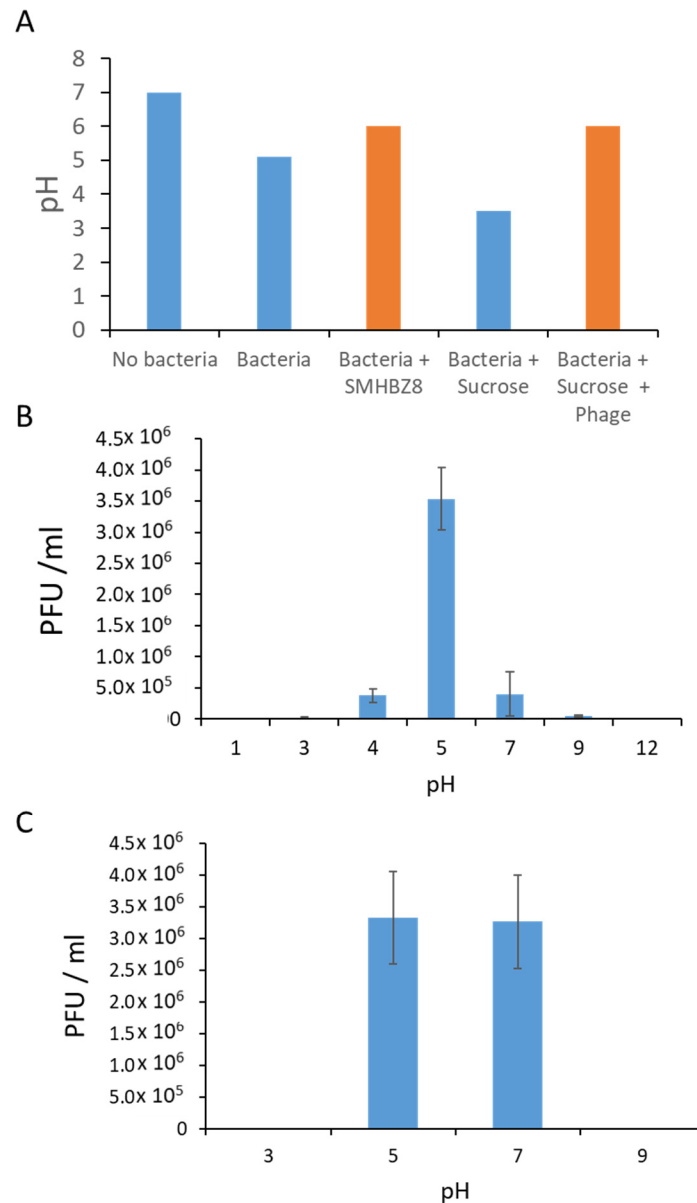 A
8
7
6
5
4
3
2
1
0
pH
No bacteria Bacteria Bacteria + Bacteria + Bacteria +
SMHBZ8 Sucrose Sucrose +
Phage
B
4.5x 10⁶
4.0x 10⁶
3.5x 10⁶
3.0x 10⁶
2.5x 10⁶
2.0x 10⁶
1.5x 10⁶
1.0x 10⁶
5.0x 10⁵
0
PFU /ml
1 3 4 5 7 9 12
pH
C
4.5x 10⁶
4.0x 10⁶
3.5x 10⁶
3.0x 10⁶
2.5x 10⁶
2.0x 10⁶
1.5x 10⁶
1.0x 10⁶
5.0x 10⁵
0
PFU / ml
3 5 7 9
pH